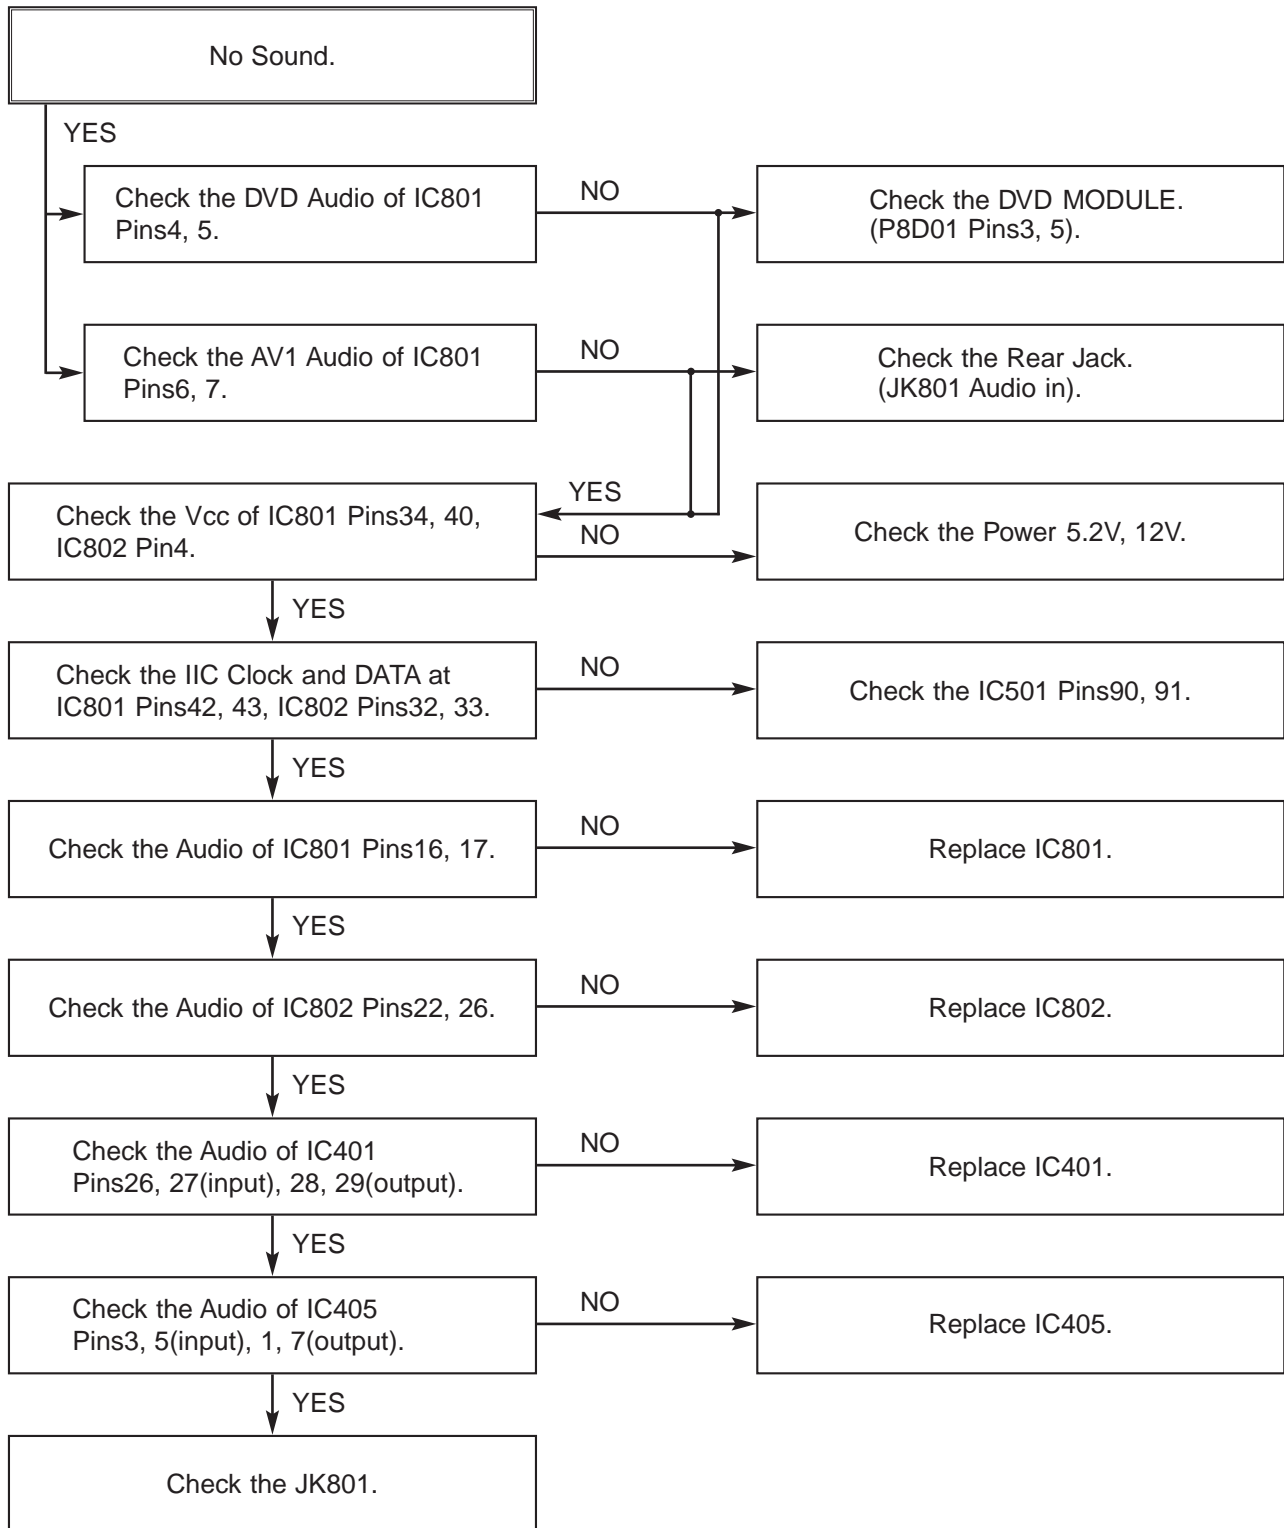 No Sound.
YES
Check the DVD Audio of IC801
Pins4, 5.
NO
Check the DVD MODULE.
(P8D01 Pins3, 5).
Check the AV1 Audio of IC801
Pins6, 7.
NO
Check the Rear Jack.
(JK801 Audio in).
YES
Check the Vcc of IC801 Pins34, 40,
IC802 Pin4.
NO
Check the Power 5.2V, 12V.
YES
Check the IIC Clock and DATA at
IC801 Pins42, 43, IC802 Pins32, 33.
NO
Check the IC501 Pins90, 91.
YES
Check the Audio of IC801 Pins16, 17.
NO
Replace IC801.
YES
Check the Audio of IC802 Pins22, 26.
NO
Replace IC802.
YES
Check the Audio of IC401
Pins26, 27(input), 28, 29(output).
NO
Replace IC401.
YES
Check the Audio of IC405
Pins3, 5(input), 1, 7(output).
NO
Replace IC405.
YES
Check the JK801.